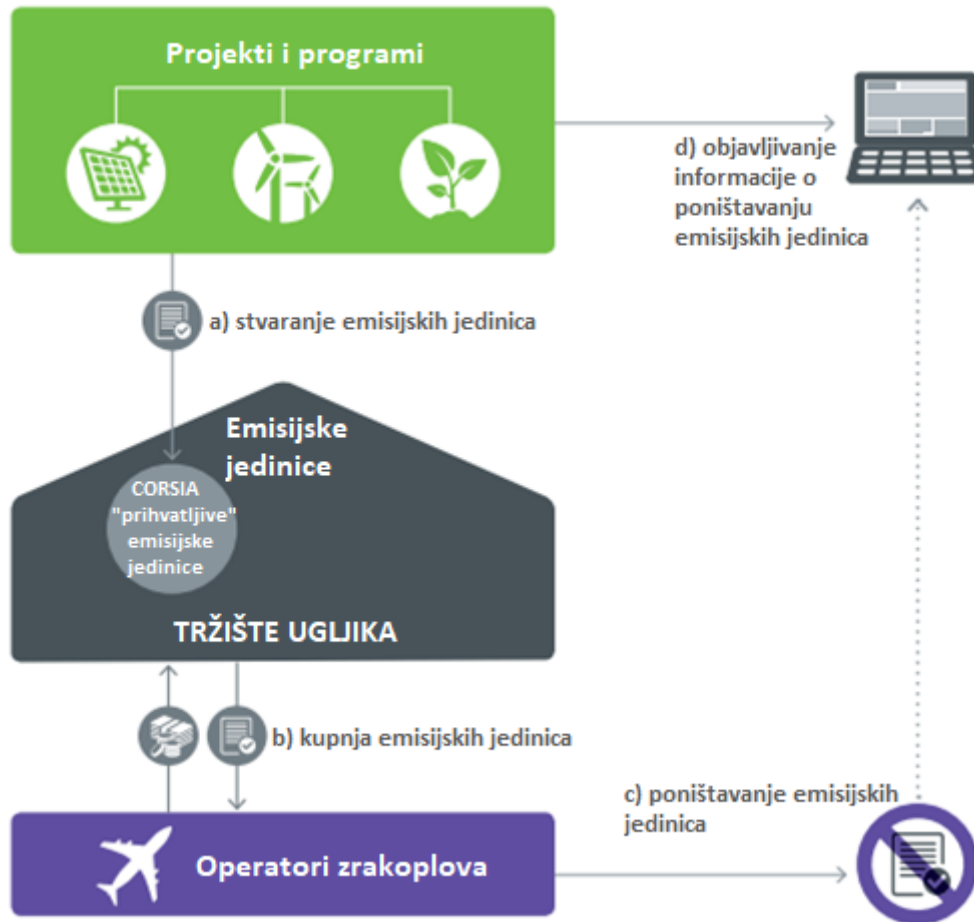 Projekti i programi
d) objavljivanje
informacije o
poništavanju
emisijskih jedinica
a) stvaranje emisijskih jedinica
Emisijske
jedinice
CORSIA
"prihvatljive"
emisijske
jedinice
TRŽIŠTE UGLJIKA
b) kupnja emisijskih jedinica
c) poništavanje emisijskih
jedinica
Operatori zrakoplova